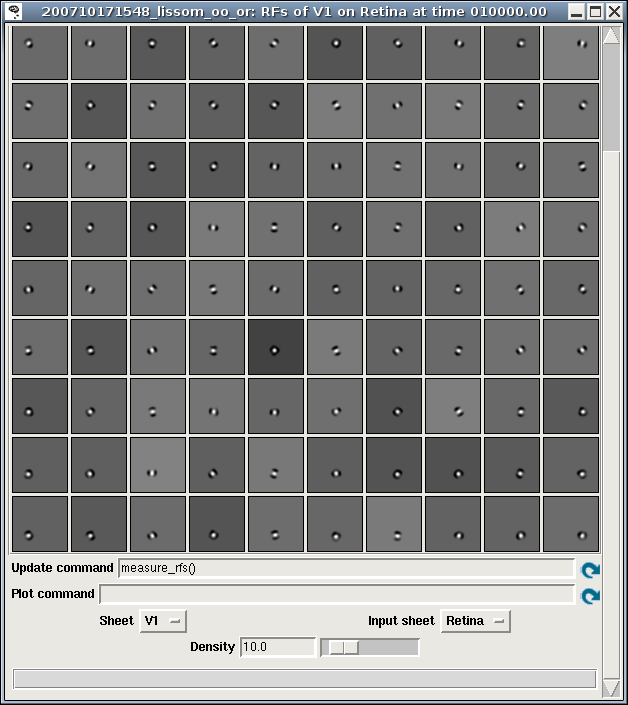 200710171548_lissom_oo_or: RFs of V1 on Retina at time 010000.00
Update command measure_rfs()
Plot command
Sheet V1 Input sheet Retina
Density 10.0